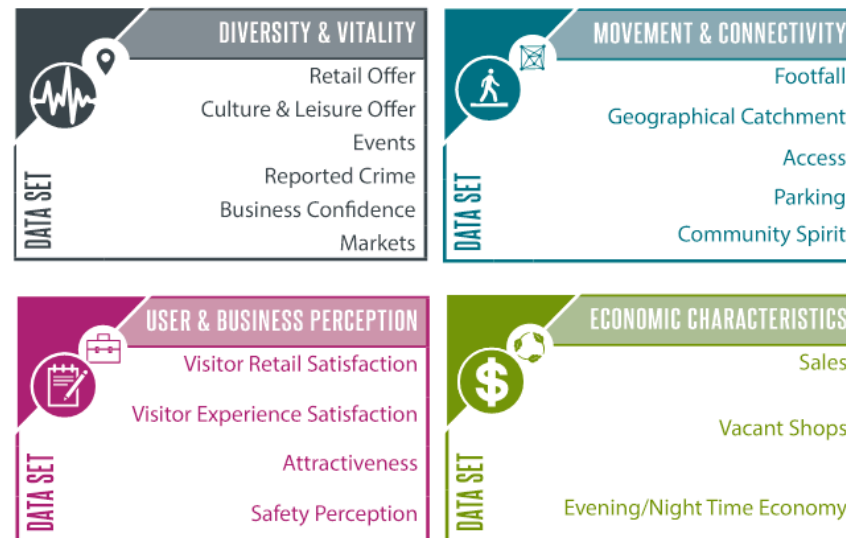 DIVERSITY & VITALITY
Retail Offer
Culture & Leisure Offer
Events
Reported Crime
Business Confidence
Markets
DATA SET
MOVEMENT & CONNECTIVITY
Footfall
Geographical Catchment
Access
Parking
Community Spirit
DATA SET
USER & BUSINESS PERCEPTION
Visitor Retail Satisfaction
Visitor Experience Satisfaction
Attractiveness
Safety Perception
DATA SET
ECONOMIC CHARACTERISTICS
Sales
Vacant Shops
Evening/Night Time Economy
DATA SET